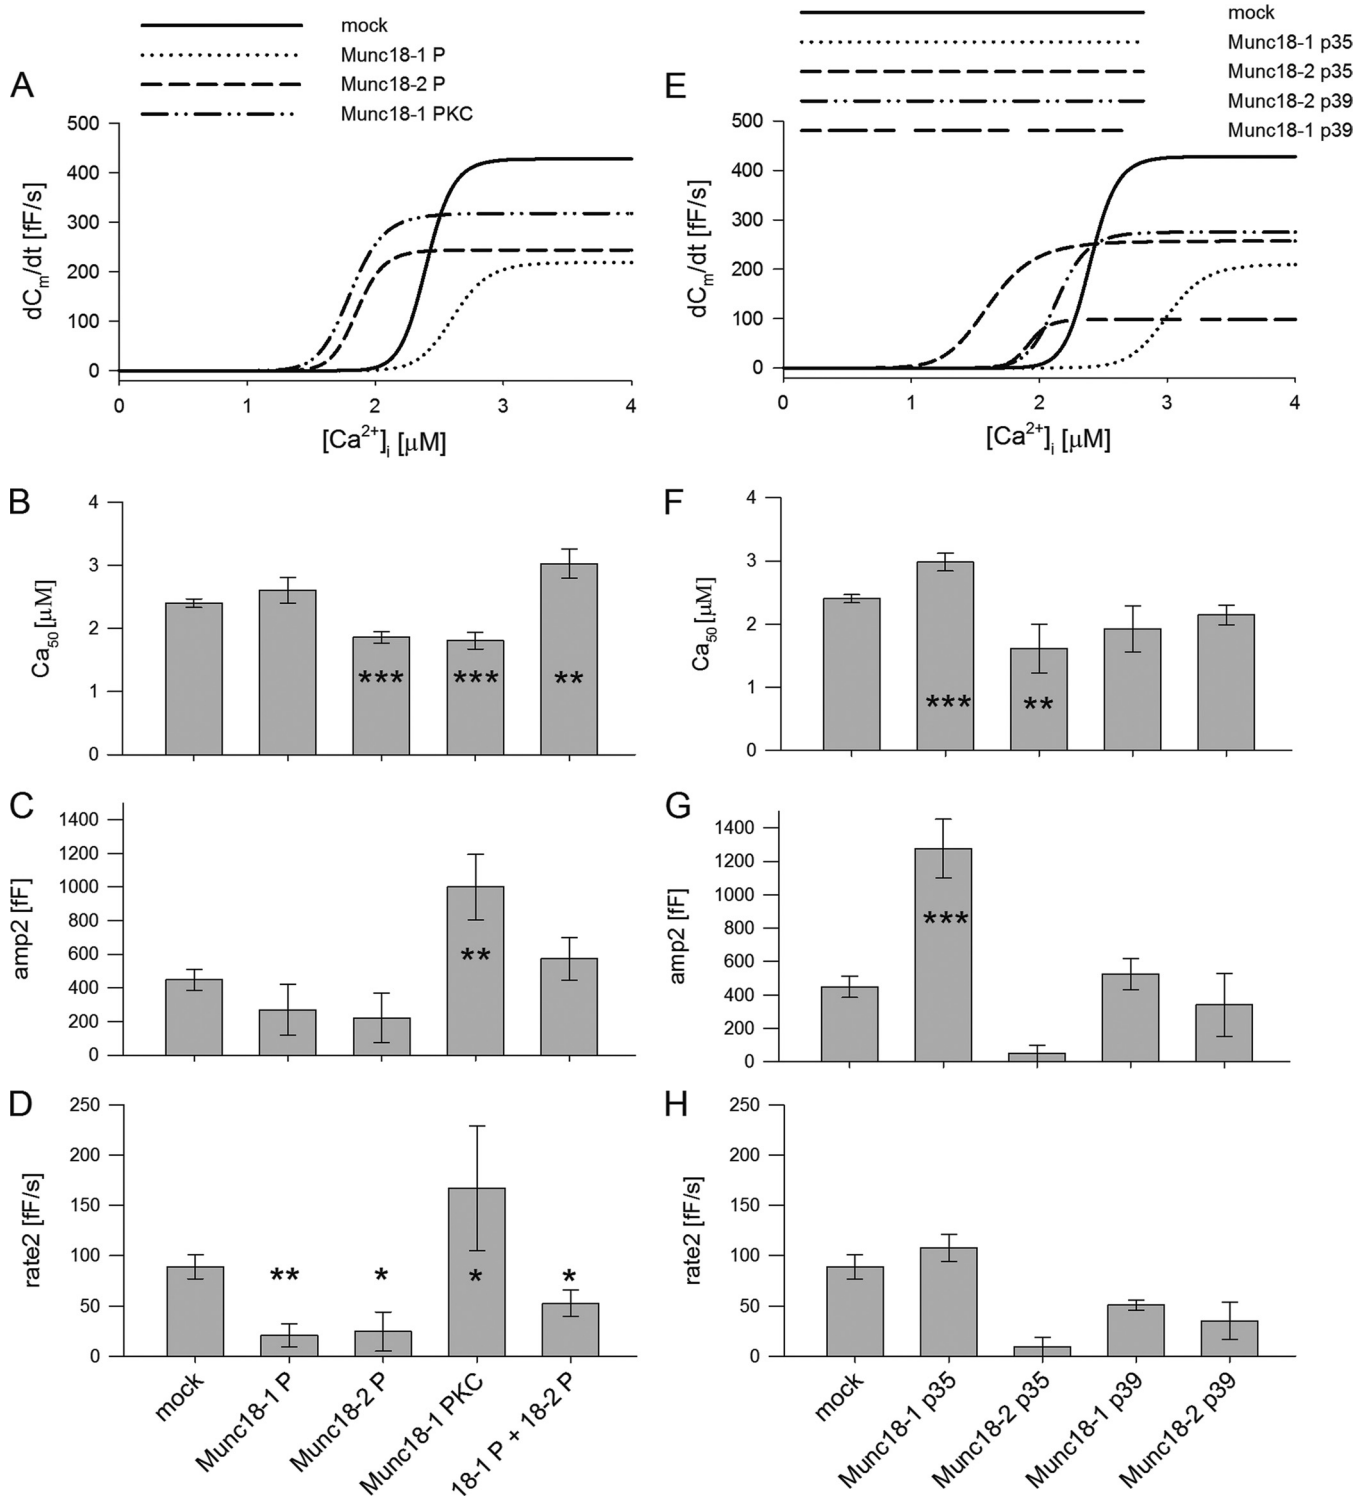 mock
Munc18-1 P
Munc18-2 P
Munc18-1 PKC
A
500
400
300
200
100
0
dCm/dt [fF/s]
0 1 2 3 4
[Ca2+]i [μM]
mock
Munc18-1 p35
Munc18-2 p35
Munc18-2 p39
Munc18-1 p39
E
500
400
300
200
100
0
dCm/dt [fF/s]
0 1 2 3 4
[Ca2+]i [μM]
B
4
3
2
1
0
Ca50 [μM]
*** *** **
F
4
3
2
1
0
Ca50 [μM]
*** **
C
1400
1200
1000
800
600
400
200
0
amp2 [fF]
**
G
1400
1200
1000
800
600
400
200
0
amp2 [fF]
***
D
250
200
150
100
50
0
rate2 [fF/s]
** * * *
mock
Munc18-1 P
Munc18-2 P
Munc18-1 PKC
18-1 P + 18-2 P
H
250
200
150
100
50
0
rate2 [fF/s]
mock
Munc18-1 p35
Munc18-2 p35
Munc18-1 p39
Munc18-2 p39